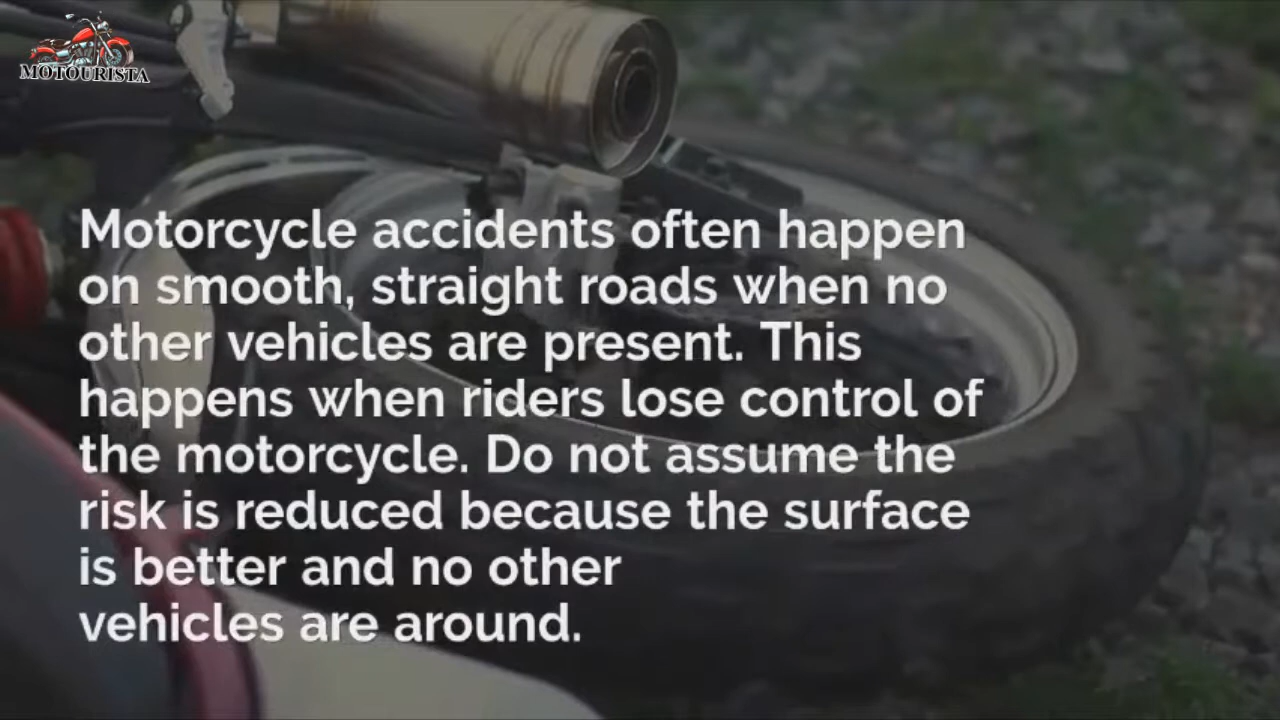 MOTOURISTA
Motorcycle accidents often happen
on smooth, straight roads when no
other vehicles are present. This
happens when riders lose control of
the motorcycle. Do not assume the
risk is reduced because the surface
is better and no other
vehicles are around.